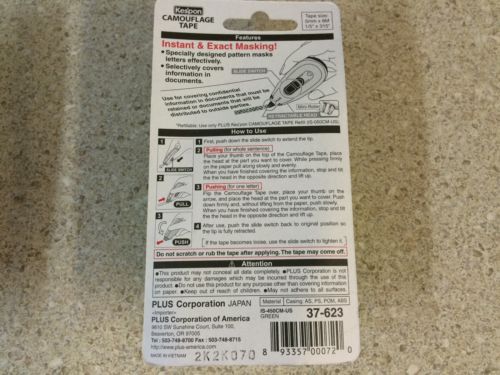 Kespon
CAMOUFLAGE
TAPE
Tape size:
5mm x 8M
1/5" x 315"
Features
Instant & Exact Masking!
• Specially designed pattern masks
letters effectively.
• Selectively covers
information in
documents.
SLIDE SWITCH
Use for covering confidential
information in documents that must be
retained or documents that will be
distributed to outside parties.
Mini Roller
RETRACTABLE HEAD
*Refillable: Use only PLUS Kespon CAMOUFLAGE TAPE Refill (IS-050CM-US).
How to Use
1
SLIDE SWITCH
2
PULL
3
PUSH
1 First, push down the slide switch to extend the tip.
2 Pulling (for whole sentence)
Place your thumb on the top of the Camouflage Tape, place
the head at the part you want to cover. While pressing firmly
on the paper pull along slowly and evenly.
When you have finished covering the information, stop and tilt
the the head in the opposite direction and lift up.
3 Pushing (for one letter)
Flip the Camouflage Tape over, place your thumb on the
arrow, and place the head at the part you want to cover. Push
down firmly and, without lifting from the paper, push slowly.
When you have finished covering the information, stop and tilt
the the head in the opposite direction and lift up.
4 After use, push the slide switch back to original position so
the tip is fully retracted.
If the tape becomes loose, use the slide switch to tighten it.
Do not scratch or rub the tape after applying. The tape may come off.
Attention
●This product may not conceal all data completely. ●PLUS Corporation is not
responsible for any damages which may be incurred through the use of this
product. ●Do not use this product for any purpose other than to cover information
on paper. ●Keep out of reach of children. ●May not adhere to all surfaces.
PLUS Corporation JAPAN
<Importer>
PLUS Corporation of America
9610 SW Sunshine Court, Suite 100,
Beaverton, OR 97005
Tel : 503-748-8700 Fax : 503-748-8715
http://www.plus-america.com
MADE IN VIETNAM
2K2K070
Material Casing: AS, PS, POM, ABS
IS-450CM-US
GREEN
37-623
8 93357 00072 0